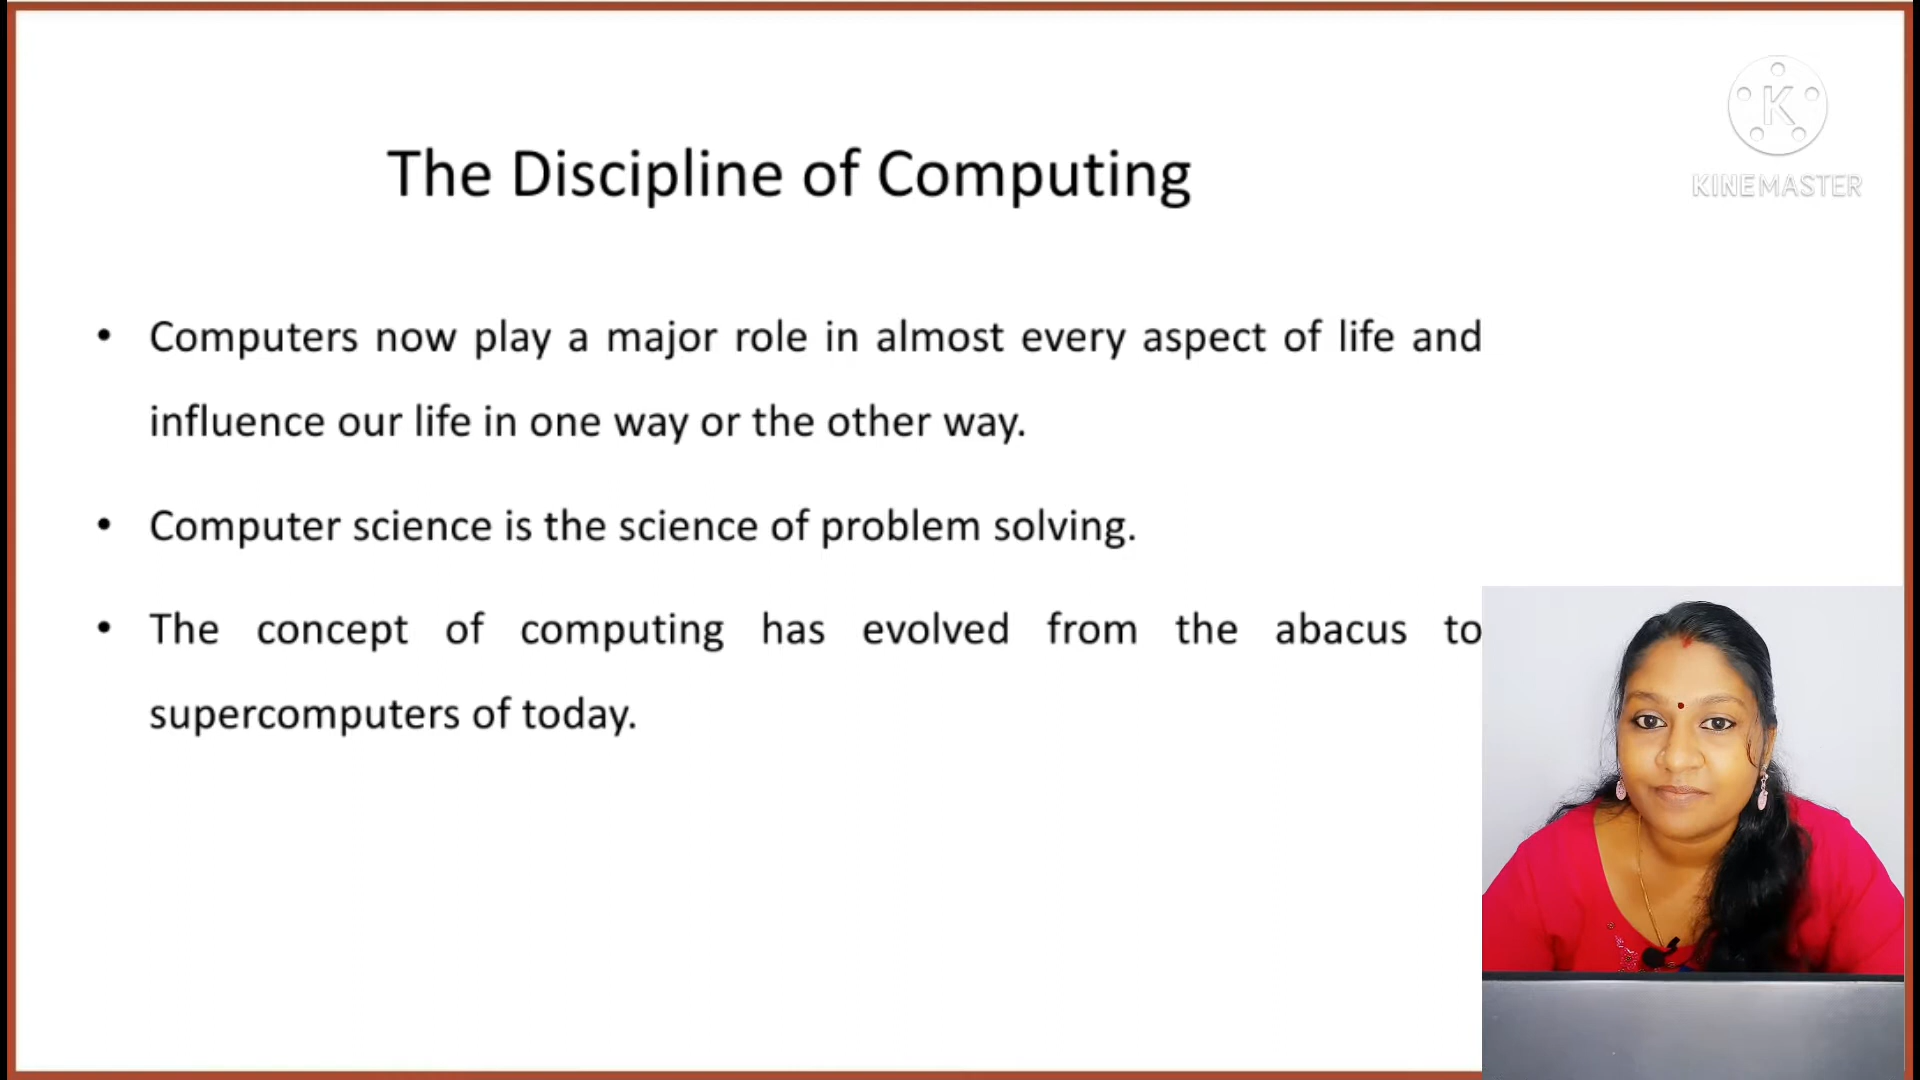 The Discipline of Computing
K
KINEMASTER
• Computers now play a major role in almost every aspect of life and
influence our life in one way or the other way.
• Computer science is the science of problem solving.
• The concept of computing has evolved from the abacus to
supercomputers of today.